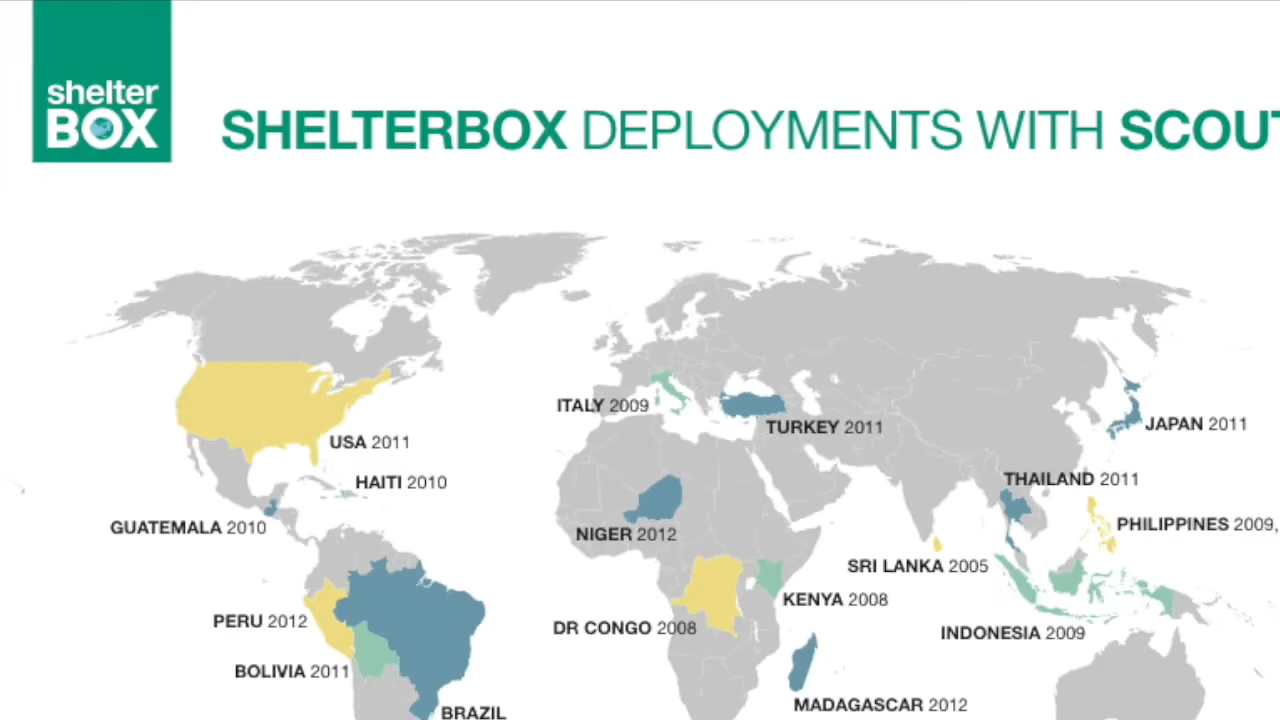 shelter
BOX
SHELTERBOX DEPLOYMENTS WITH SCOUT
ITALY 2009
TURKEY 2011
JAPAN 2011
USA 2011
HAITI 2010
THAILAND 2011
GUATEMALA 2010
NIGER 2012
PHILIPPINES 2009,
SRI LANKA 2005
KENYA 2008
PERU 2012
DR CONGO 2008
INDONESIA 2009
BOLIVIA 2011
MADAGASCAR 2012
BRAZIL